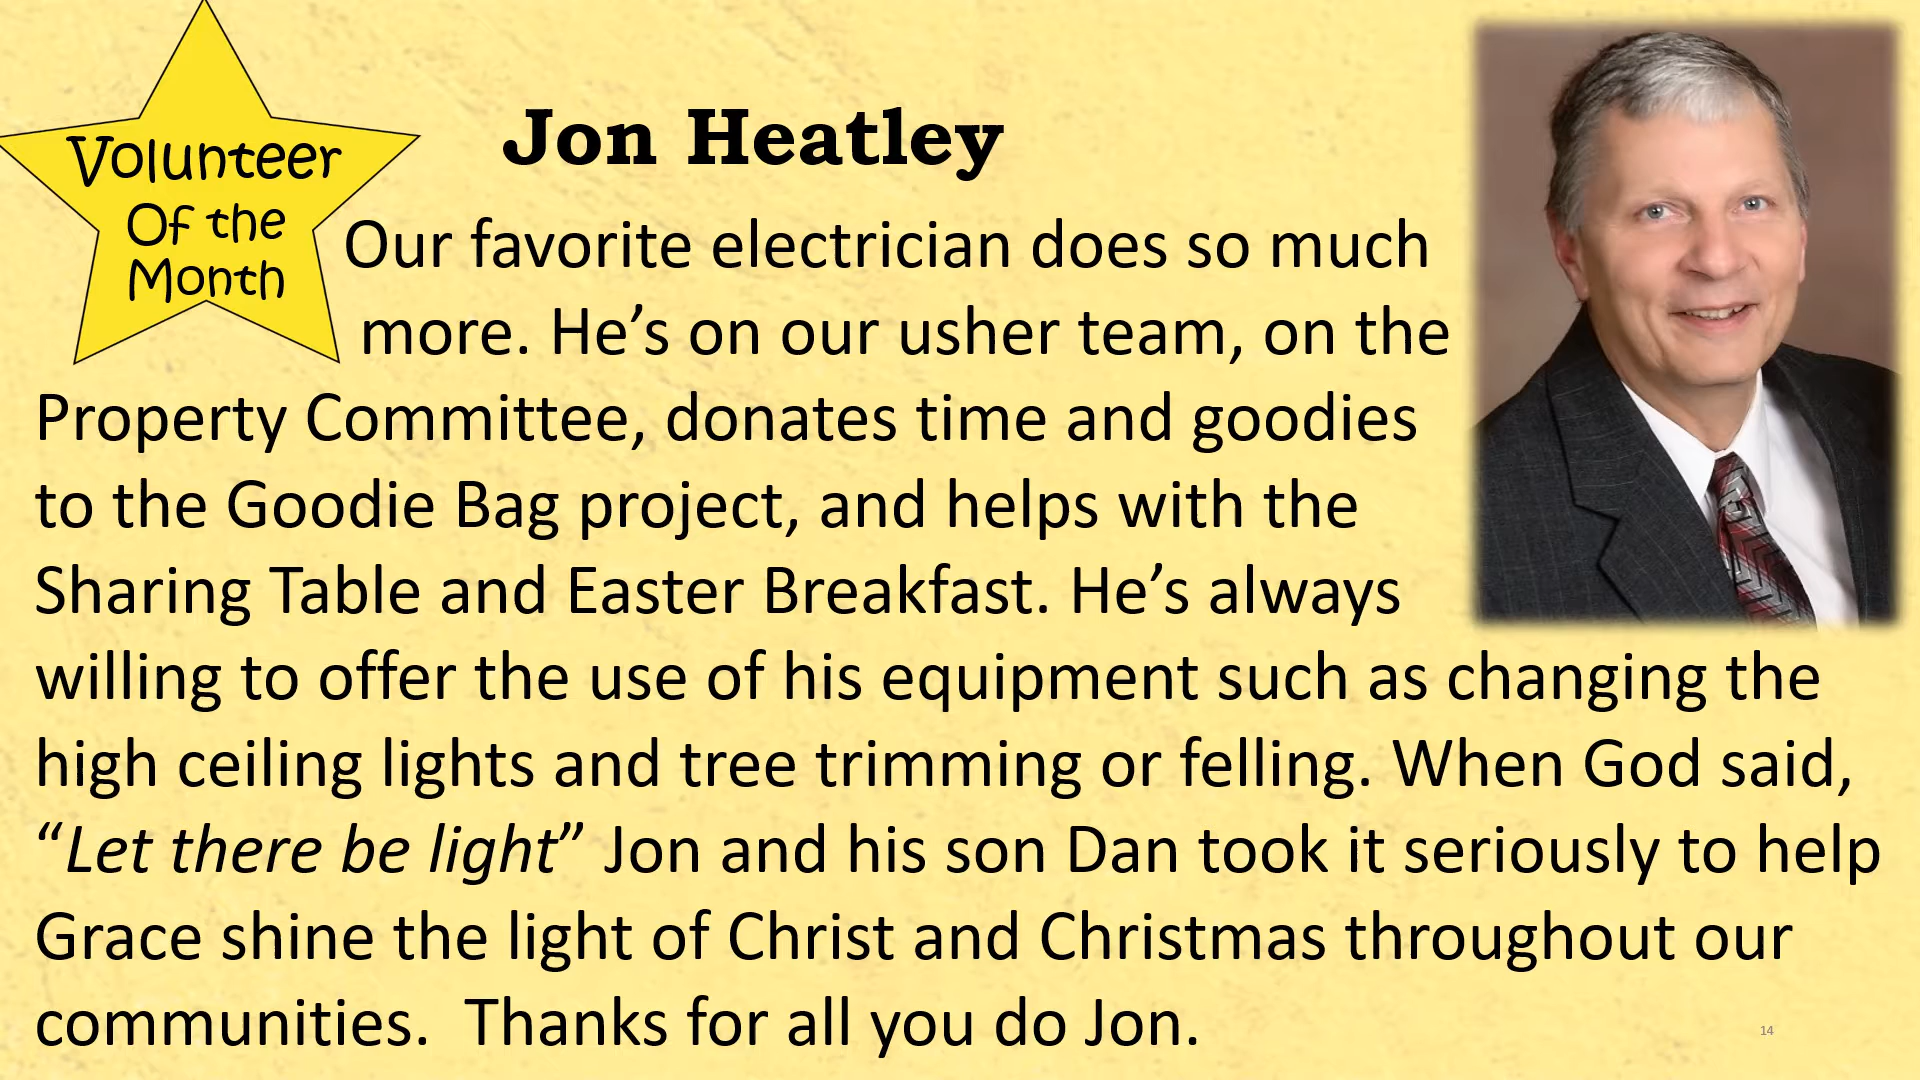 Volunteer
Of the
Month
Jon Heatley
Our favorite electrician does so much
more. He’s on our usher team, on the
Property Committee, donates time and goodies
to the Goodie Bag project, and helps with the
Sharing Table and Easter Breakfast. He’s always
willing to offer the use of his equipment such as changing the
high ceiling lights and tree trimming or felling. When God said,
“Let there be light” Jon and his son Dan took it seriously to help
Grace shine the light of Christ and Christmas throughout our
communities.  Thanks for all you do Jon.
14